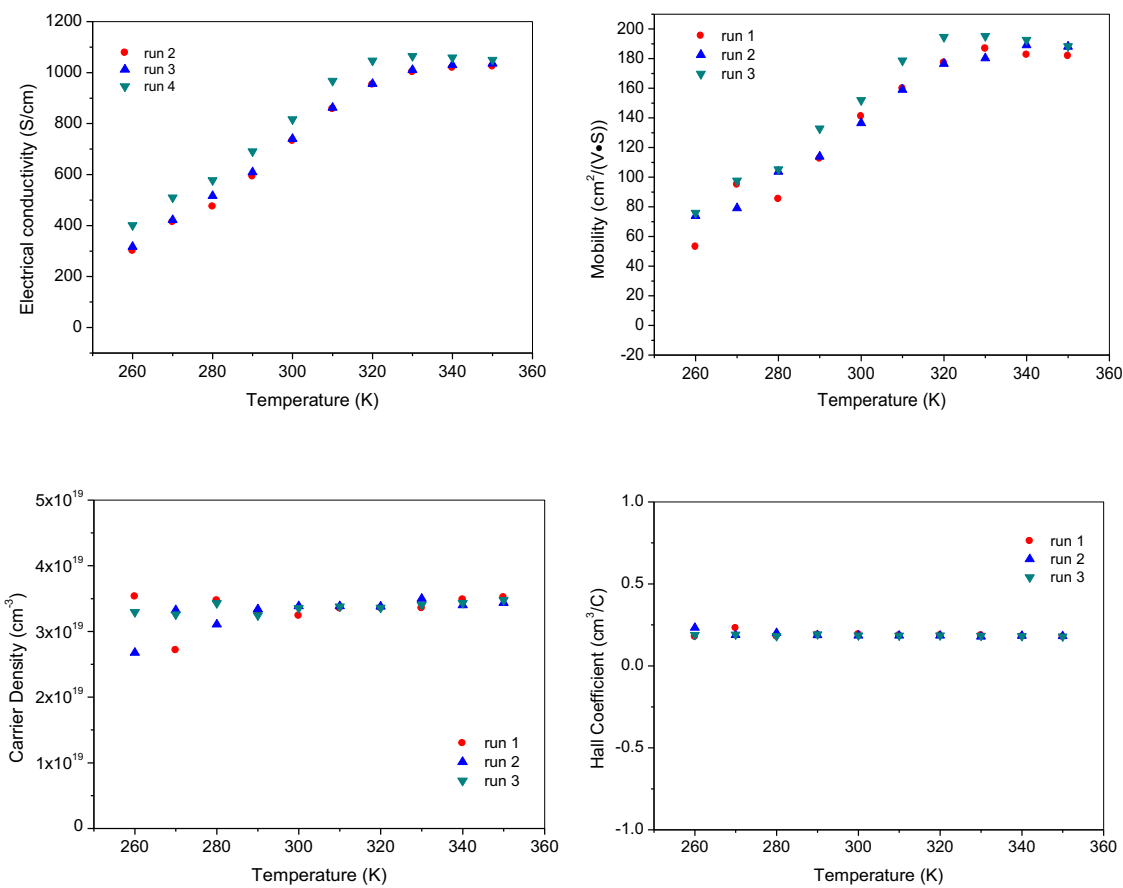 1200
1000
800
600
400
200
0
Electrical conductivity (S/cm)
run 2
run 3
run 4
260 280 300 320 340 360
Temperature (K)
200
180
160
140
120
100
80
60
40
20
0
-20
Mobility (cm²/(V•S))
run 1
run 2
run 3
260 280 300 320 340 360
Temperature (K)
5x10¹⁹
4x10¹⁹
3x10¹⁹
2x10¹⁹
1x10¹⁹
0
Carrier Density (cm⁻³)
run 1
run 2
run 3
260 280 300 320 340 360
Temperature (K)
1.0
0.5
0.0
-0.5
-1.0
Hall Coefficient (cm³/C)
run 1
run 2
run 3
260 280 300 320 340 360
Temperature (K)